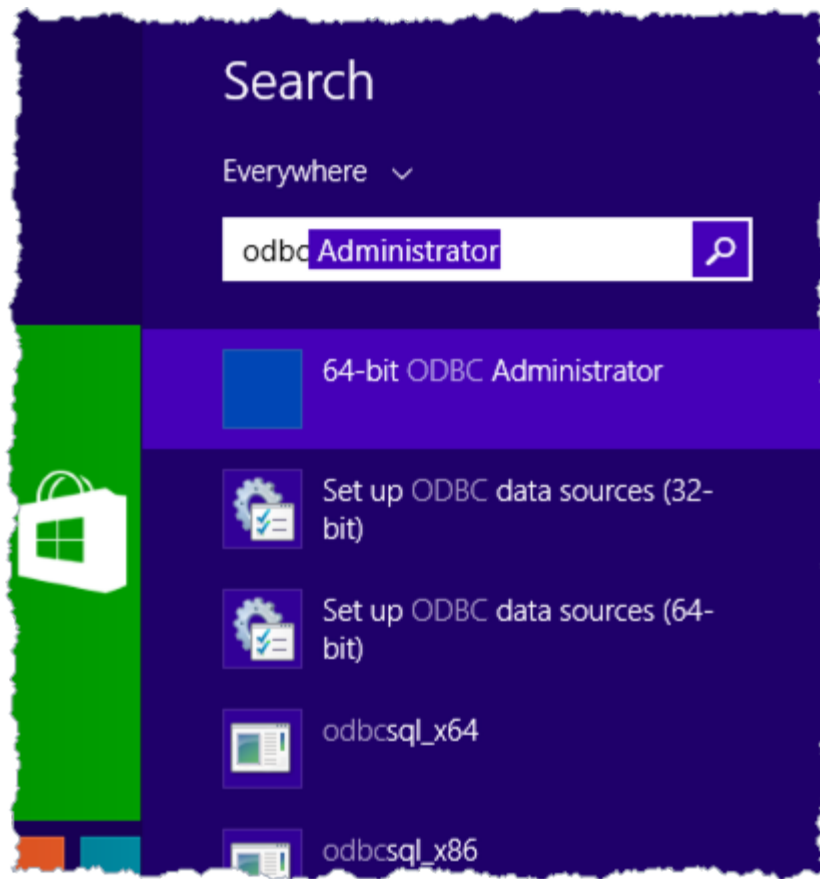 Search
Everywhere
odbc Administrator
64-bit ODBC Administrator
Set up ODBC data sources (32-
bit)
Set up ODBC data sources (64-
bit)
odbcsql_x64
odbcsql_x86